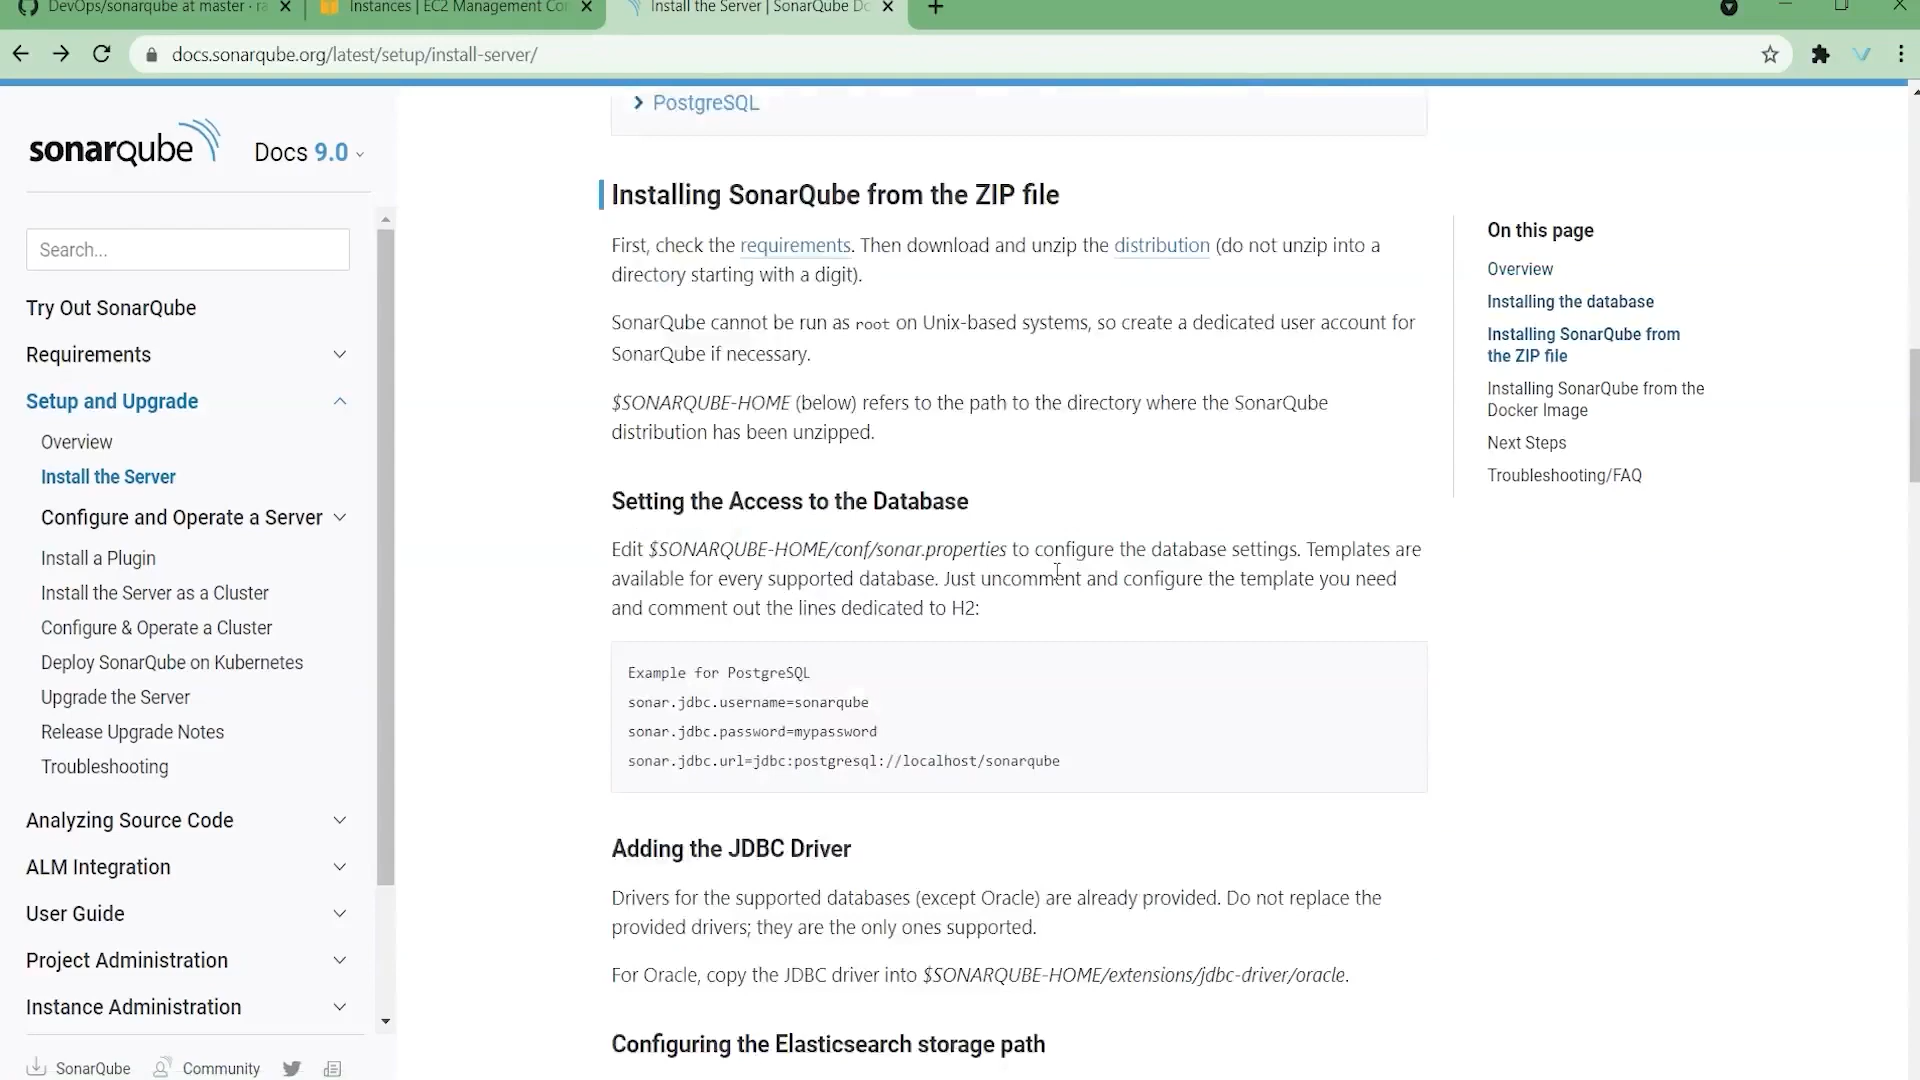 DevOps/sonarqube at master · ra
Instances | EC2 Management Con
Install the Server | SonarQube Do
docs.sonarqube.org/latest/setup/install-server/
sonarqube
Docs 9.0
Search...
Try Out SonarQube
Requirements
Setup and Upgrade
Overview
Install the Server
Configure and Operate a Server
Install a Plugin
Install the Server as a Cluster
Configure & Operate a Cluster
Deploy SonarQube on Kubernetes
Upgrade the Server
Release Upgrade Notes
Troubleshooting
Analyzing Source Code
ALM Integration
User Guide
Project Administration
Instance Administration
SonarQube
Community
PostgreSQL
Installing SonarQube from the ZIP file
First, check the requirements. Then download and unzip the distribution (do not unzip into a
directory starting with a digit).
SonarQube cannot be run as root on Unix-based systems, so create a dedicated user account for
SonarQube if necessary.
$SONARQUBE-HOME (below) refers to the path to the directory where the SonarQube
distribution has been unzipped.
Setting the Access to the Database
Edit $SONARQUBE-HOME/conf/sonar.properties to configure the database settings. Templates are
available for every supported database. Just uncomment and configure the template you need
and comment out the lines dedicated to H2:
Example for PostgreSQL
sonar.jdbc.username=sonarqube
sonar.jdbc.password=mypassword
sonar.jdbc.url=jdbc:postgresql://localhost/sonarqube
Adding the JDBC Driver
Drivers for the supported databases (except Oracle) are already provided. Do not replace the
provided drivers; they are the only ones supported.
For Oracle, copy the JDBC driver into $SONARQUBE-HOME/extensions/jdbc-driver/oracle.
Configuring the Elasticsearch storage path
On this page
Overview
Installing the database
Installing SonarQube from
the ZIP file
Installing SonarQube from the
Docker Image
Next Steps
Troubleshooting/FAQ